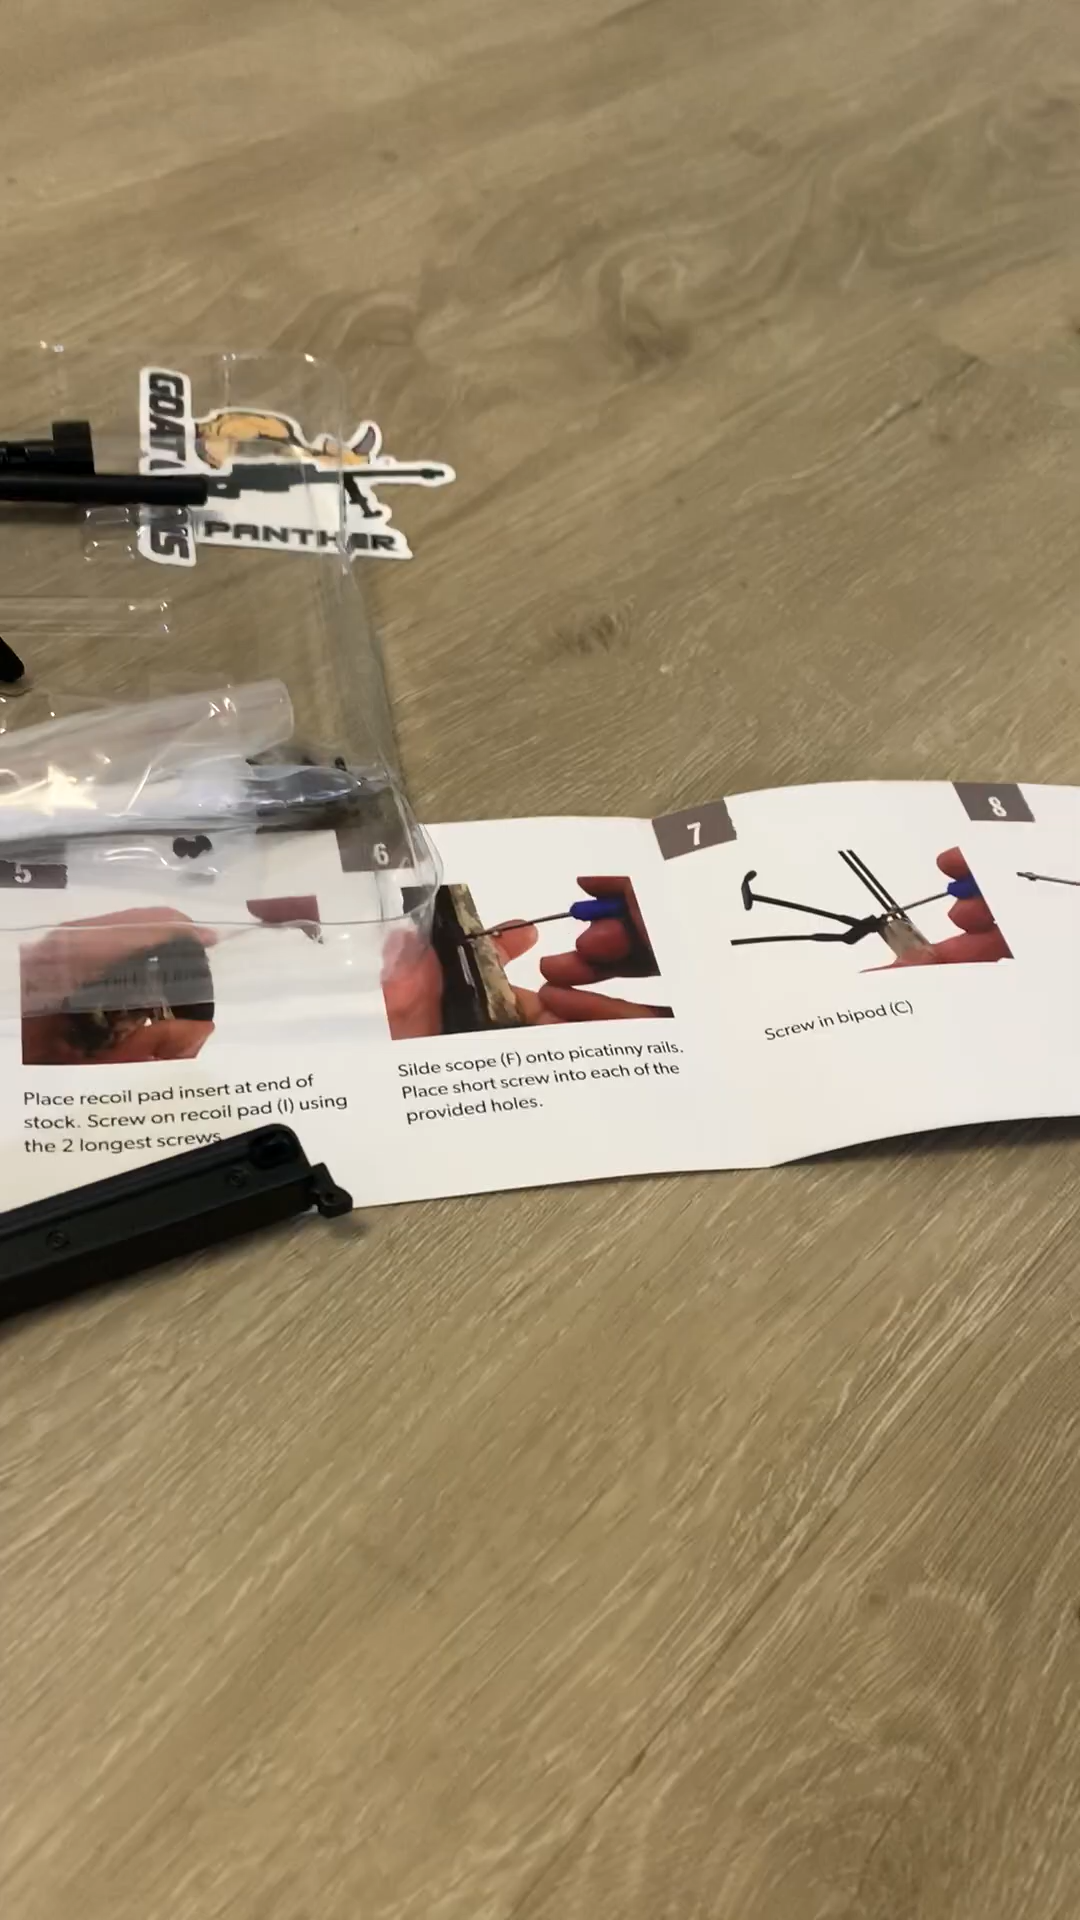 GOAT
NS
PANTHER
5
6
7
8
Place recoil pad insert at end of
stock. Screw on recoil pad (I) using
the 2 longest screws
Silde scope (F) onto picatinny rails.
Place short screw into each of the
provided holes.
Screw in bipod (C)